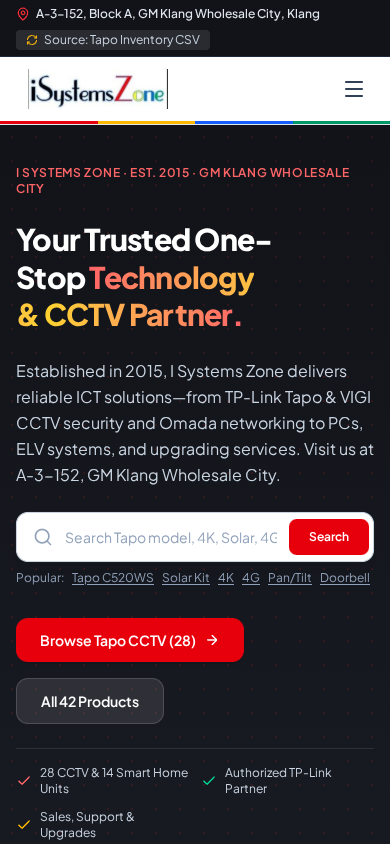 A-3-152, Block A, GM Klang Wholesale City, Klang
Source: Tapo Inventory CSV
iSystemsZone
I SYSTEMS ZONE · EST. 2015 · GM KLANG WHOLESALE
CITY
Your Trusted One-
Stop Technology
& CCTV Partner.
Established in 2015, I Systems Zone delivers
reliable ICT solutions—from TP-Link Tapo & VIGI
CCTV security and Omada networking to PCs,
ELV systems, and upgrading services. Visit us at
A-3-152, GM Klang Wholesale City.
Search Tapo model, 4K, Solar, 4G
Search
Popular: Tapo C520WS Solar Kit 4K 4G Pan/Tilt Doorbell
Browse Tapo CCTV (28) →
All 42 Products
28 CCTV & 14 Smart Home
Units
Authorized TP-Link
Partner
Sales, Support &
Upgrades